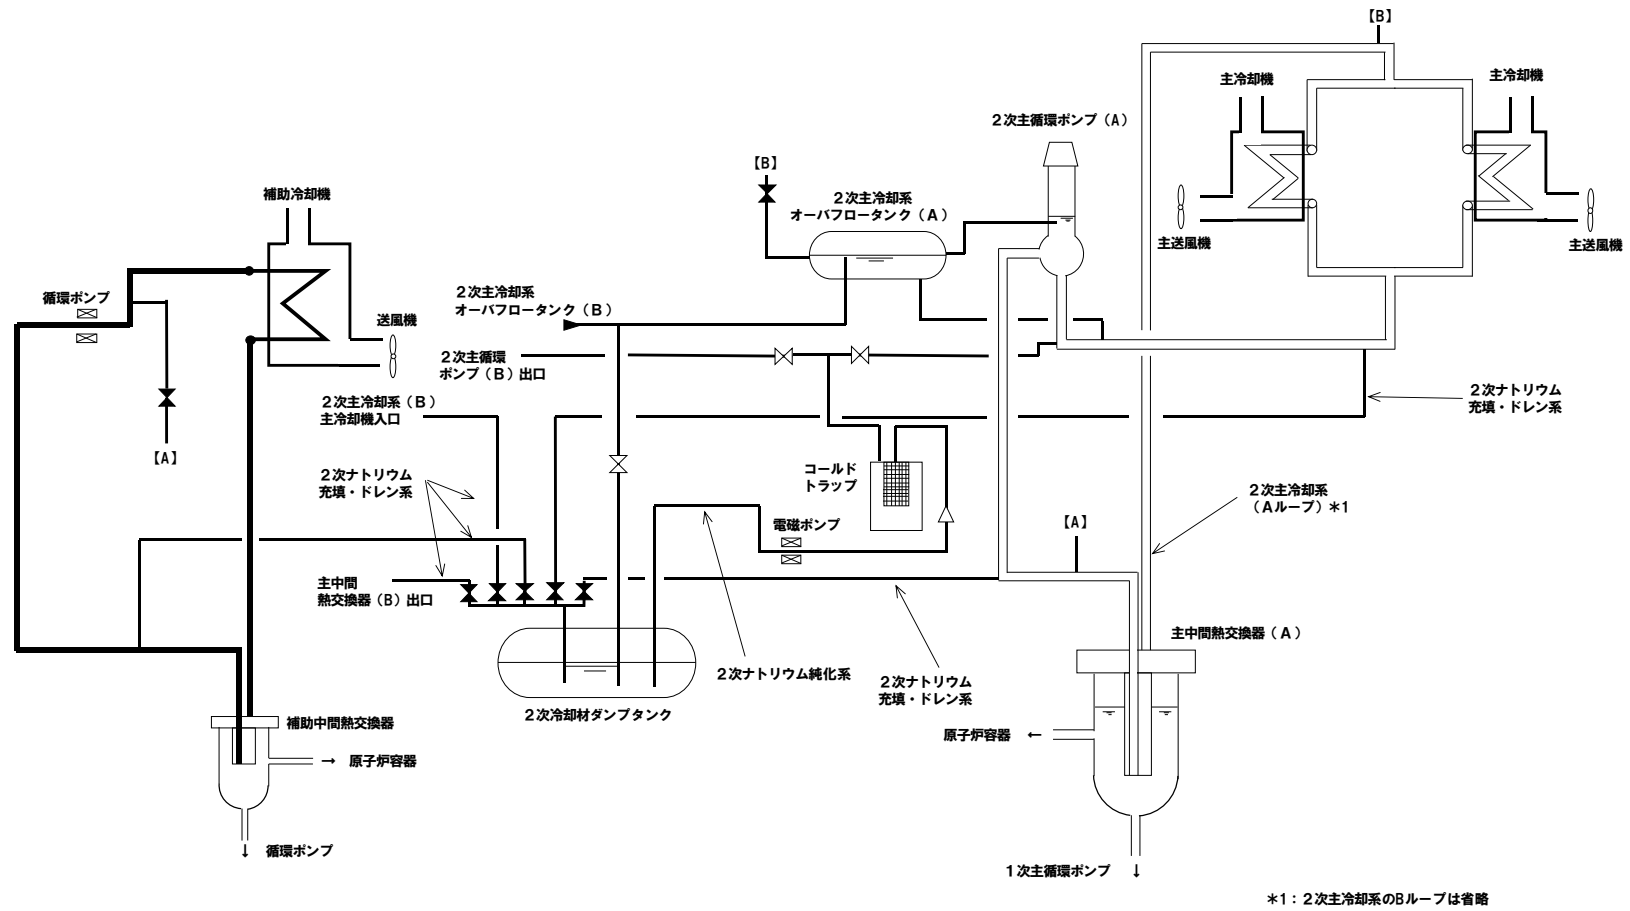 【B】
主冷却機
主冷却機
2次主循環ポンプ（A）
【B】
2次主冷却系
オーバフロータンク（A）
補助冷却機
主送風機
主送風機
循環ポンプ
2次主冷却系
オーバフロータンク（B）
送風機
2次主循環
ポンプ（B）出口
2次主冷却系（B）
主冷却機入口
2次ナトリウム
充填・ドレン系
【A】
2次ナトリウム
充填・ドレン系
コールド
トラップ
2次主冷却系
（Aループ）＊1
電磁ポンプ
【A】
主中間
熱交換器（B）出口
主中間熱交換器（A）
2次ナトリウム純化系
2次ナトリウム
充填・ドレン系
2次冷却材ダンプタンク
補助中間熱交換器
原子炉容器 ←
→ 原子炉容器
↓ 循環ポンプ
1次主循環ポンプ ↓
＊1：2次主冷却系のBループは省略